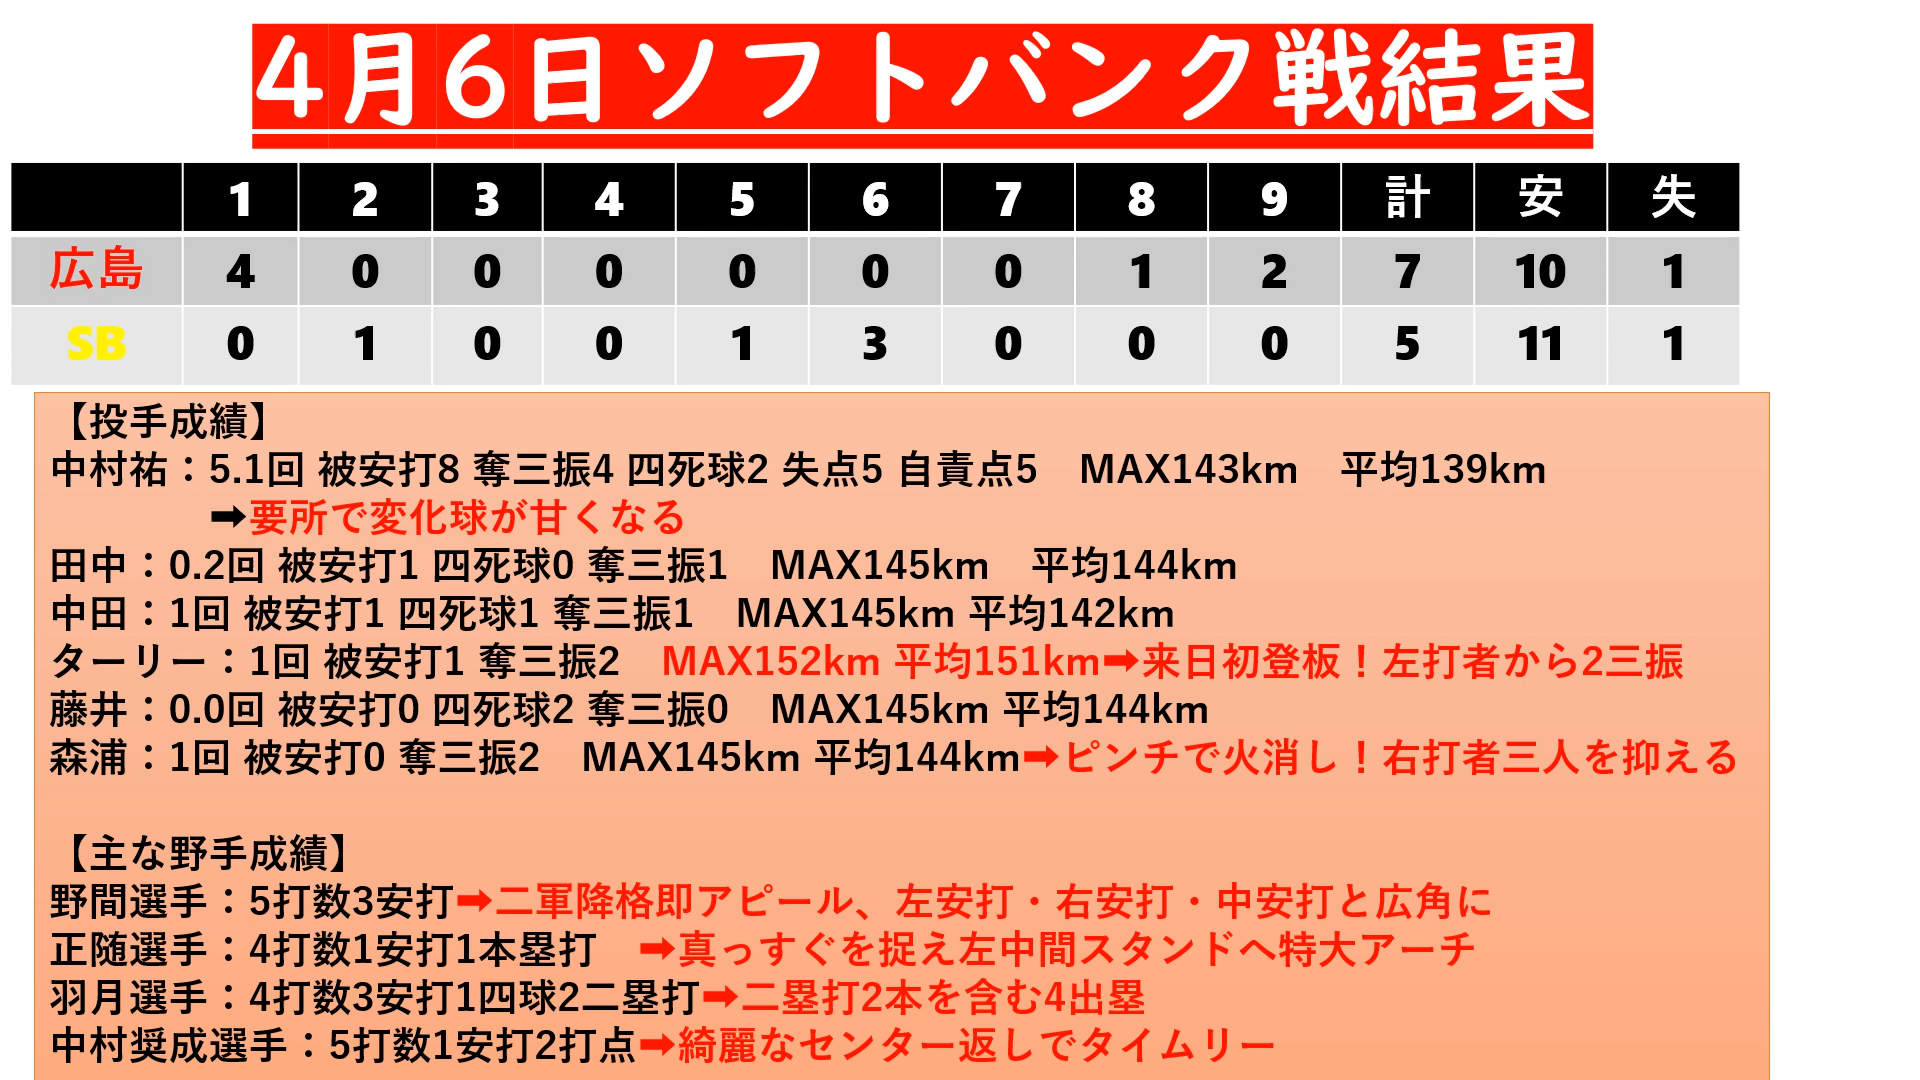 4月6日ソフトバンク戦結果
1 2 3 4 5 6 7 8 9 計 安 失
広島 4 0 0 0 0 0 0 1 2 7 10 1
SB 0 1 0 0 1 3 0 0 0 5 11 1
【投手成績】
中村祐：5.1回 被安打8 奪三振4 四死球2 失点5 自責点5　MAX143km　平均139km
➡要所で変化球が甘くなる
田中：0.2回 被安打1 四死球0 奪三振1　MAX145km　平均144km
中田：1回 被安打1 四死球1 奪三振1　MAX145km 平均142km
ターリー：1回 被安打1 奪三振2　MAX152km 平均151km➡来日初登板！左打者から2三振
藤井：0.0回 被安打0 四死球2 奪三振0　MAX145km 平均144km
森浦：1回 被安打0 奪三振2　MAX145km 平均144km➡ピンチで火消し！右打者三人を抑える
【主な野手成績】
野間選手：5打数3安打➡二軍降格即アピール、左安打・右安打・中安打と広角に
正随選手：4打数1安打1本塁打　➡真っすぐを捉え左中間スタンドへ特大アーチ
羽月選手：4打数3安打1四球2二塁打➡二塁打2本を含む4出塁
中村奨成選手：5打数1安打2打点➡綺麗なセンター返しでタイムリー